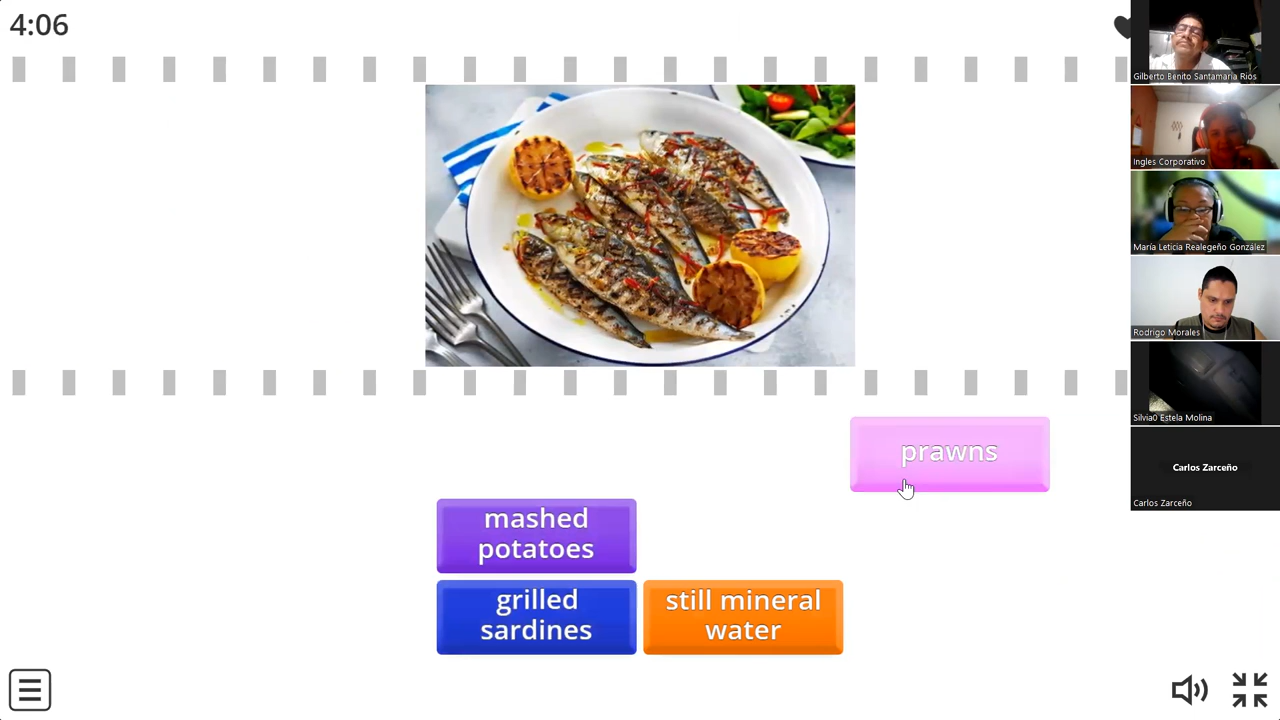 4:06
Gilberto Benito Santamaría Rios
Ingles Corporativo
María Leticia Realegeño González
Rodrigo Morales
Silvia0 Estela Molina
Carlos Zarceño
Carlos Zarceño
prawns
mashed
potatoes
grilled
sardines
still mineral
water